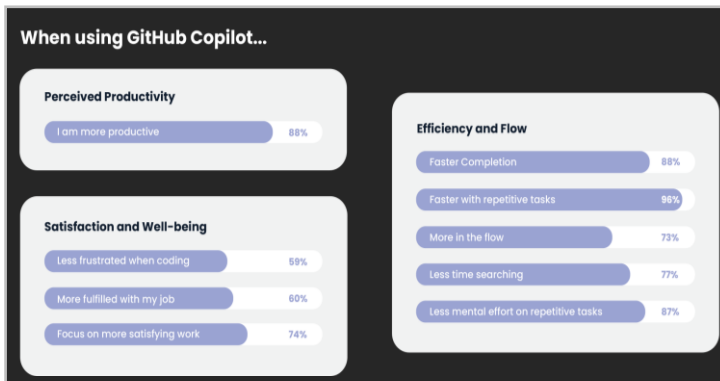 When using GitHub Copilot...
Perceived Productivity
I am more productive 88%
Satisfaction and Well-being
Less frustrated when coding 59%
More fulfilled with my job 60%
Focus on more satisfying work 74%
Efficiency and Flow
Faster Completion 88%
Faster with repetitive tasks 96%
More in the flow 73%
Less time searching 77%
Less mental effort on repetitive tasks 87%